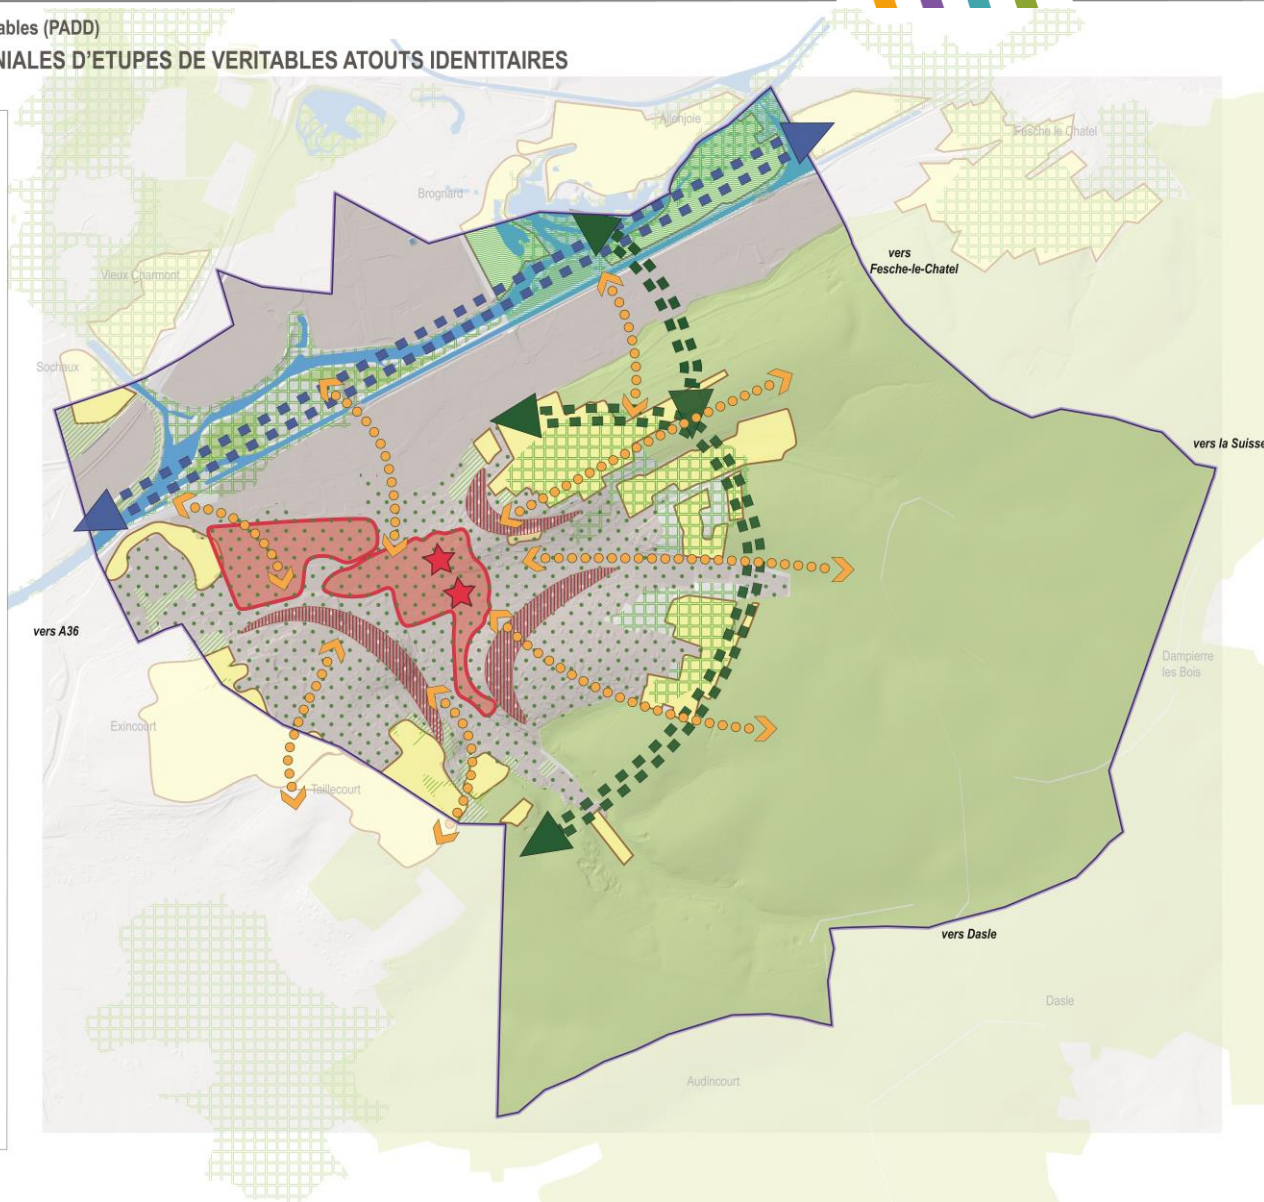 ables (PADD)
NIALES D'ETUPES DE VERITABLES ATOUTS IDENTITAIRES
Allenjoie
Fesche le Chatel
Brognard
vers
Fesche-le-Chatel
Vieux Charmont
Sochaux
vers la Suisse
vers A36
Dampierre
les Bois
Exincourt
Taillecourt
vers Dasle
Dasle
Audincourt